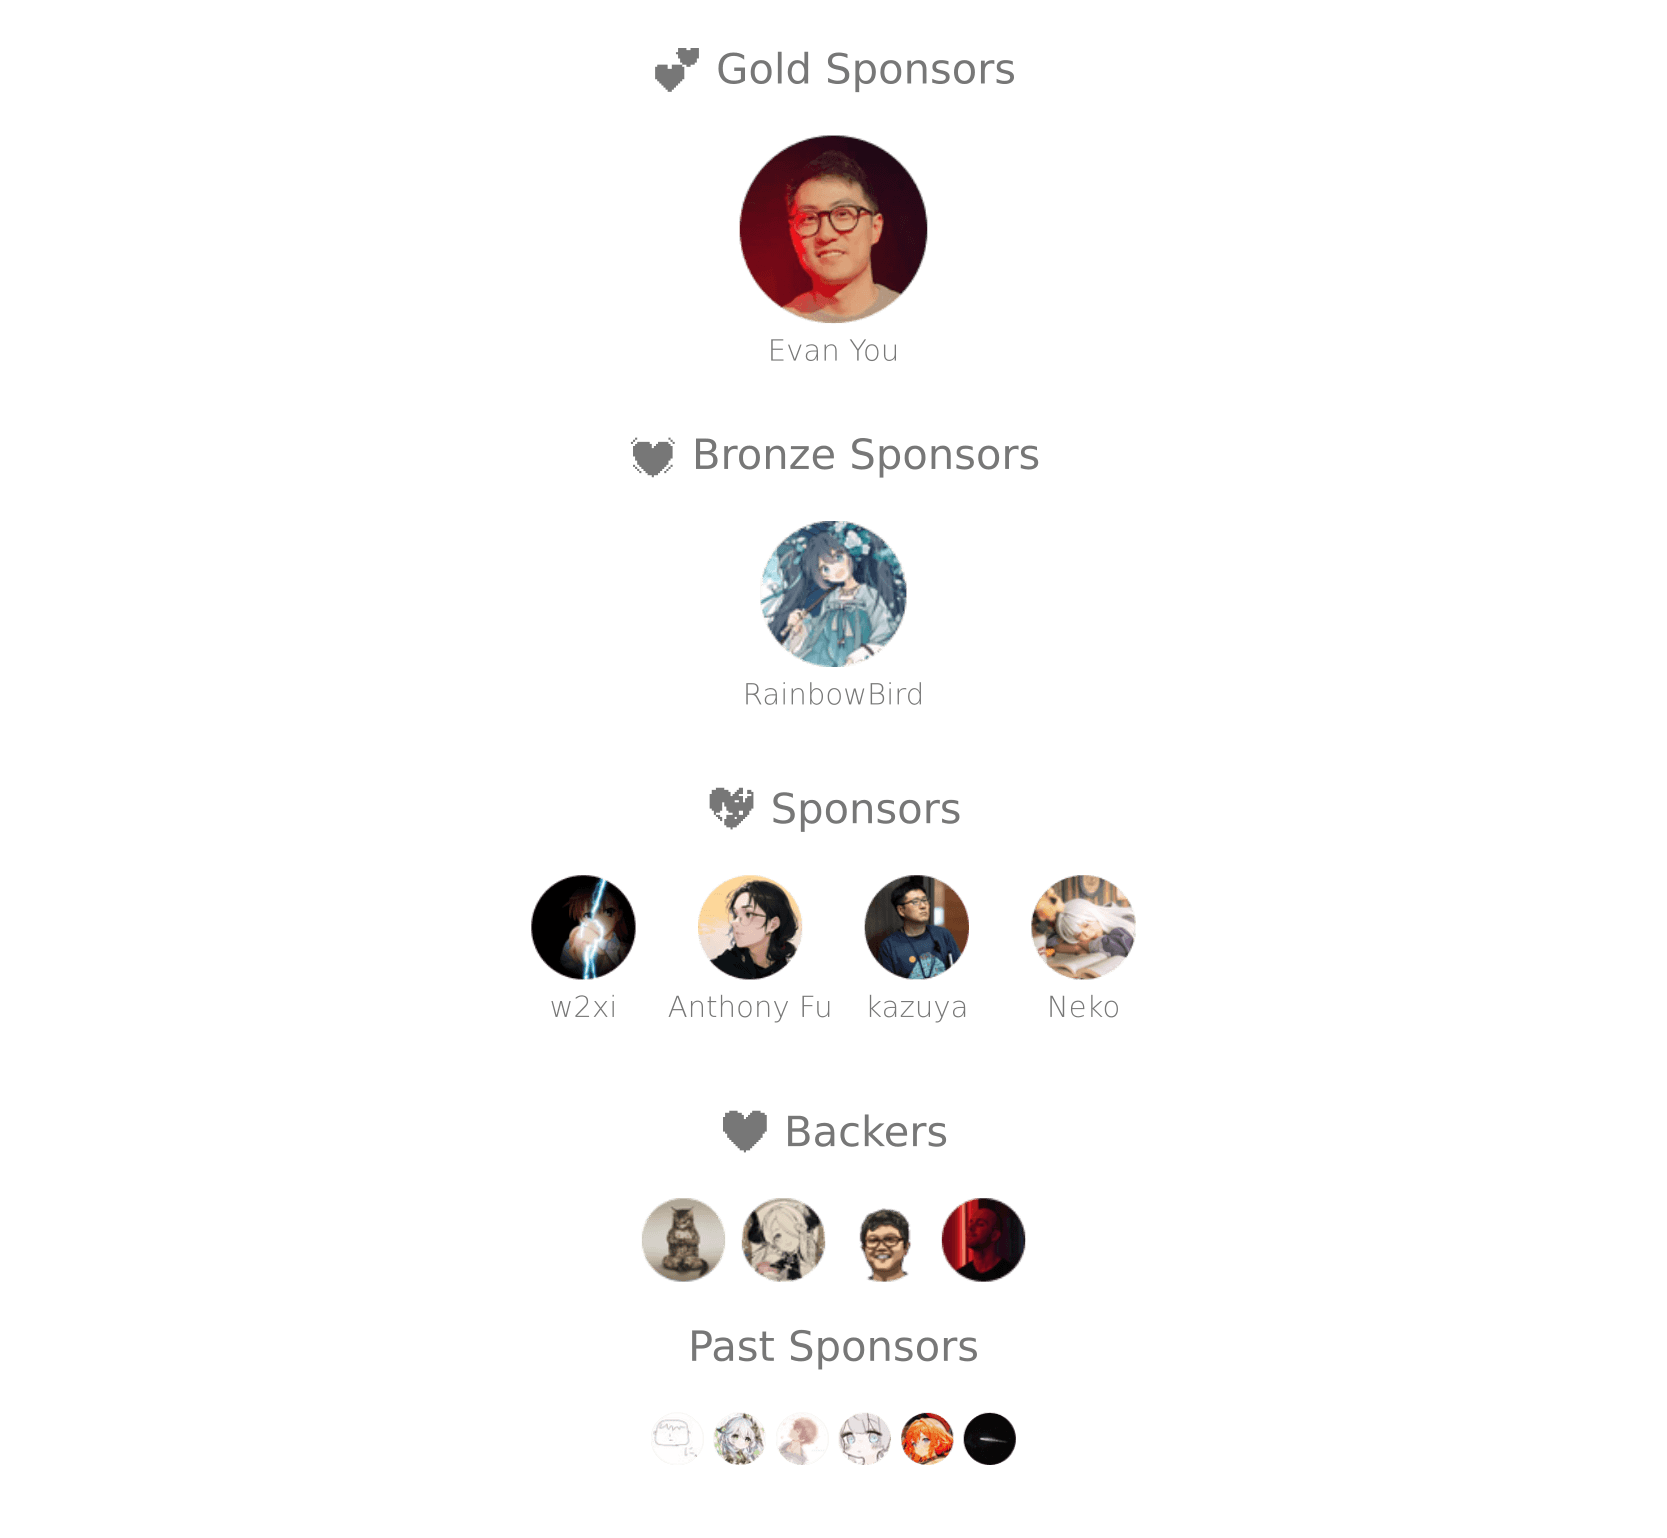 Gold Sponsors
Evan You
Bronze Sponsors
RainbowBird
Sponsors
w2xi Anthony Fu kazuya Neko
Backers
Past Sponsors